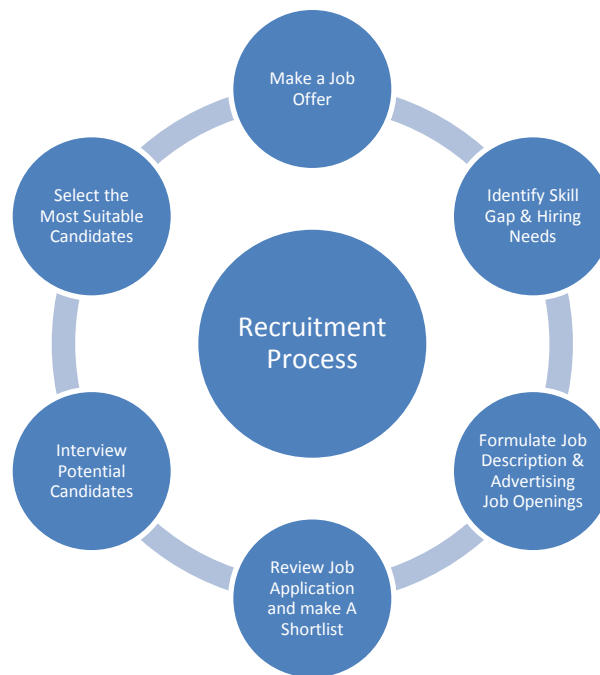 Make a Job
Offer
Identify Skill
Gap & Hiring
Needs
Formulate Job
Description &
Advertising
Job Openings
Review Job
Application
and make A
Shortlist
Interview
Potential
Candidates
Select the
Most Suitable
Candidates
Recruitment
Process